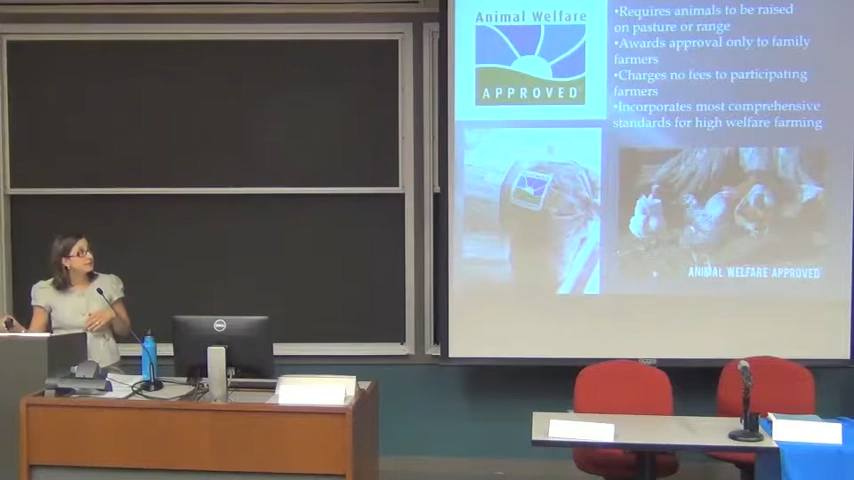 Animal Welfare
APPROVED
•Requires animals to be raised
on pasture or range
•Awards approval only to family
farmers
•Charges no fees to participating
farmers
•Incorporates most comprehensive
standards for high welfare farming
ANIMAL WELFARE APPROVED
DELL